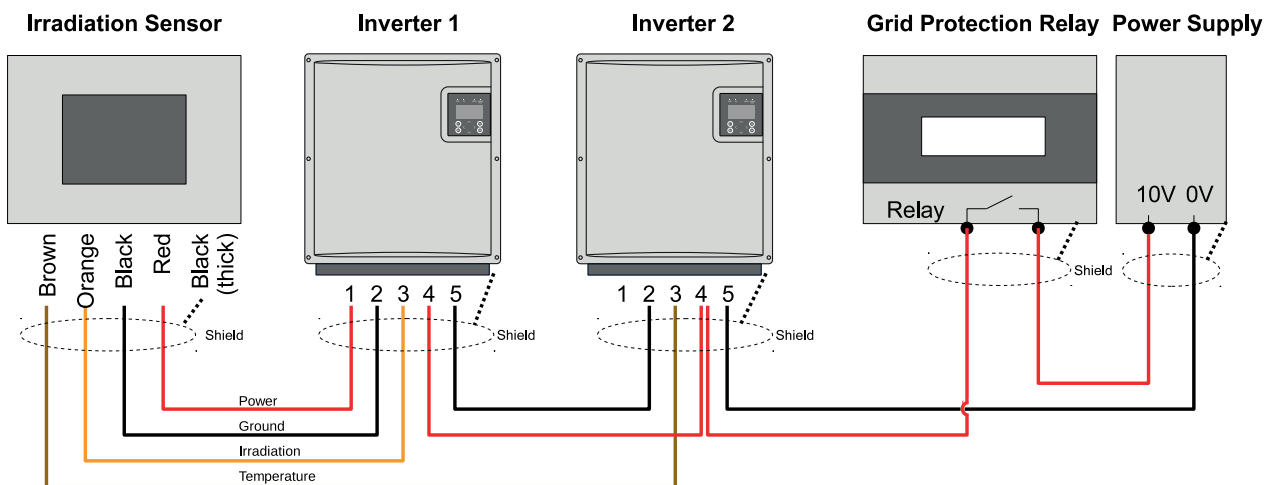 Irradiation Sensor
Inverter 1
Inverter 2
Grid Protection Relay
Power Supply
Relay
10V 0V
Brown
Orange
Black
Red
Black
(thick)
1 2 3 4 5
1 2 3 4 5
Shield
Shield
Shield
Shield
Shield
Power
Ground
Irradiation
Temperature